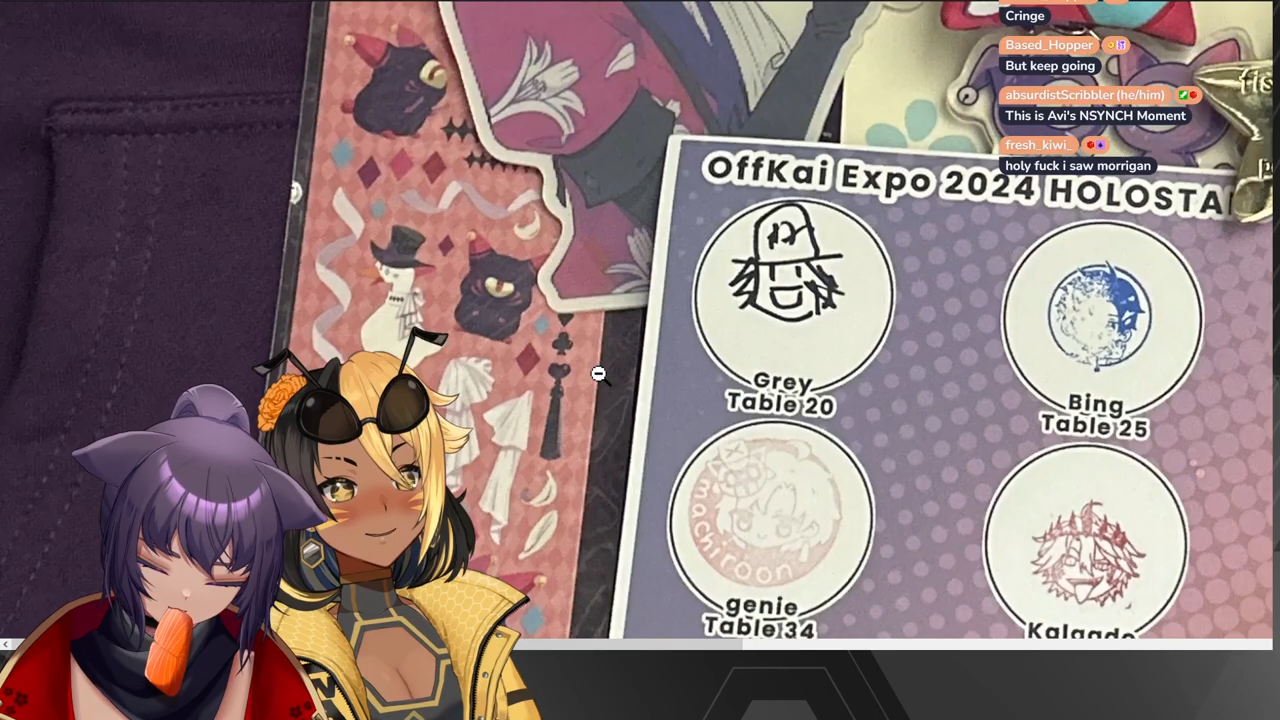 Cringe
Based_Hopper
But keep going
absurdistScribbler (he/him)
This is Avi's NSYNCH Moment
fresh_kiwi_
holy fuck i saw morrigan
OffKai Expo 2024 HOLOSTA
Grey
Table 20
Bing
Table 25
machiroon
genie
Table 34